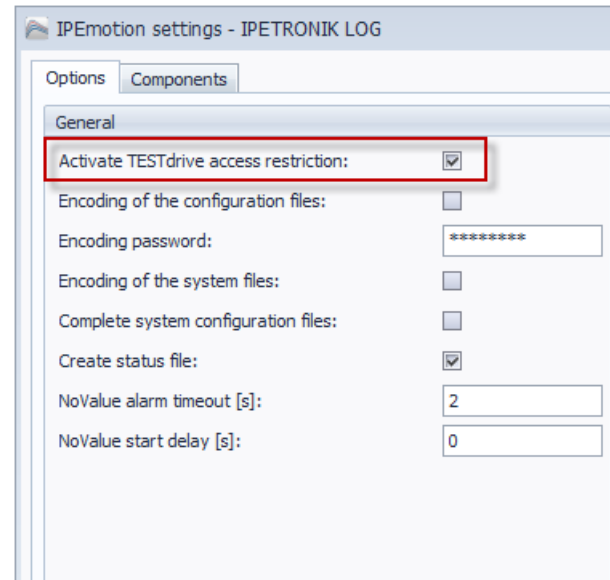 IPEmotion settings - IPETRONIK LOG
Options Components
General
Activate TESTdrive access restriction:
Encoding of the configuration files:
Encoding password: ********
Encoding of the system files:
Complete system configuration files:
Create status file:
NoValue alarm timeout [s]: 2
NoValue start delay [s]: 0